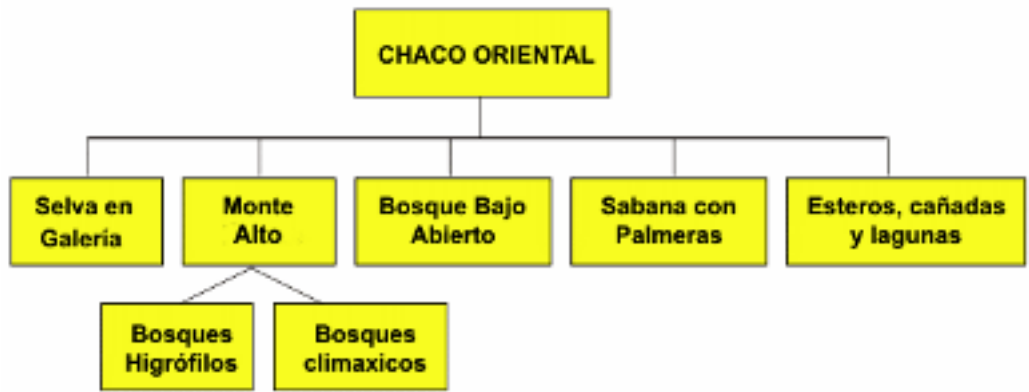 CHACO ORIENTAL
Selva en
Galería
Monte
Alto
Bosque Bajo
Abierto
Sabana con
Palmeras
Esteros, cañadas
y lagunas
Bosques
Higrófilos
Bosques
climaxicos